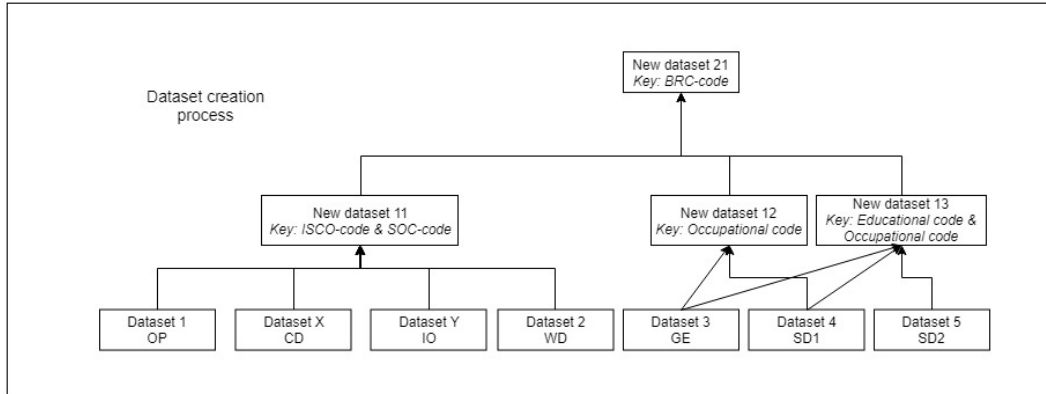 New dataset 21
Key: BRC-code
Dataset creation
process
New dataset 11
Key: ISCO-code & SOC-code
New dataset 12
Key: Occupational code
New dataset 13
Key: Educational code &
Occupational code
Dataset 1
OP
Dataset X
CD
Dataset Y
IO
Dataset 2
WD
Dataset 3
GE
Dataset 4
SD1
Dataset 5
SD2